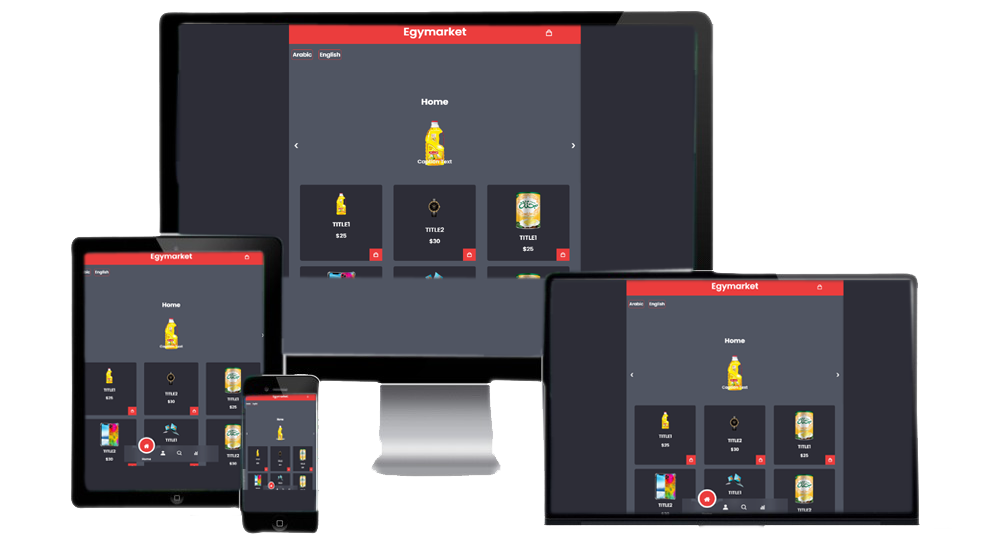 Egymarket
Arabic English
Home
Caption Text
TITLE1 TITLE2 TITLE1
$25 $30 $25
Egymarket
English
Home
TITLE1 TITLE2 TITLE1
$25 $30 $25
TITLE2 TITLE1 TITLE2
$30 $30
Home
Egymarket
Home
Egymarket
Arabic English
Home
TITLE1 TITLE2 TITLE1
$25 $30 $25
TITLE2 TITLE1 TITLE2